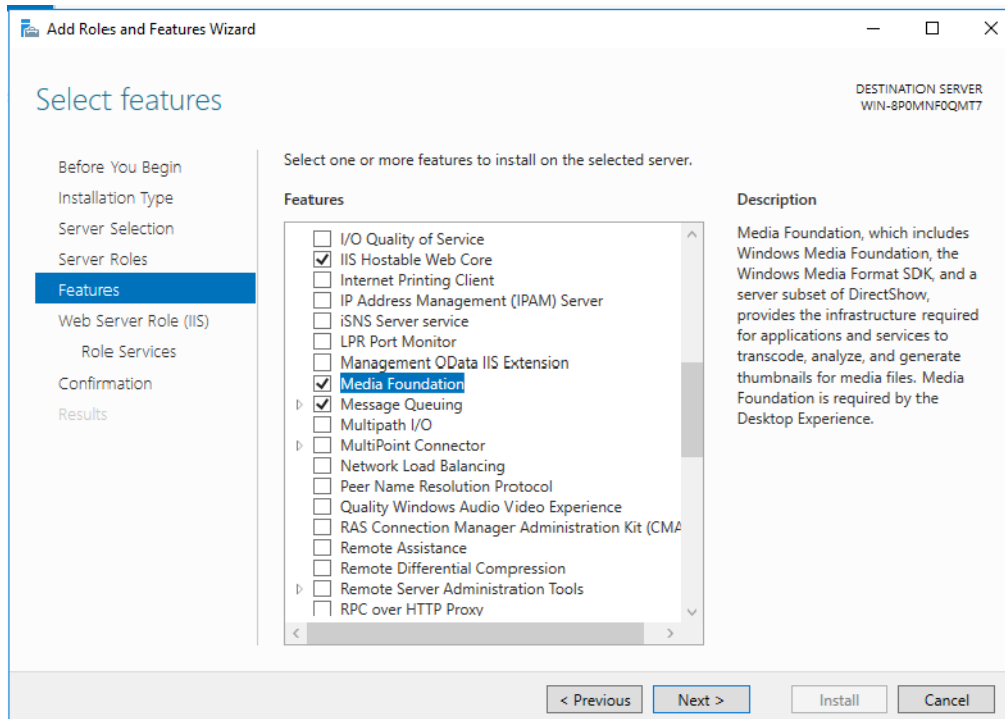 Add Roles and Features Wizard
Select features
DESTINATION SERVER
WIN-8P0MNF0QMT7
Before You Begin
Installation Type
Server Selection
Server Roles
Features
Web Server Role (IIS)
Role Services
Confirmation
Results
Select one or more features to install on the selected server.
Features
I/O Quality of Service
IIS Hostable Web Core
Internet Printing Client
IP Address Management (IPAM) Server
iSNS Server service
LPR Port Monitor
Management OData IIS Extension
Media Foundation
Message Queuing
Multipath I/O
MultiPoint Connector
Network Load Balancing
Peer Name Resolution Protocol
Quality Windows Audio Video Experience
RAS Connection Manager Administration Kit (CMA
Remote Assistance
Remote Differential Compression
Remote Server Administration Tools
RPC over HTTP Proxy
Description
Media Foundation, which includes
Windows Media Foundation, the
Windows Media Format SDK, and a
server subset of DirectShow,
provides the infrastructure required
for applications and services to
transcode, analyze, and generate
thumbnails for media files. Media
Foundation is required by the
Desktop Experience.
< Previous
Next >
Install
Cancel